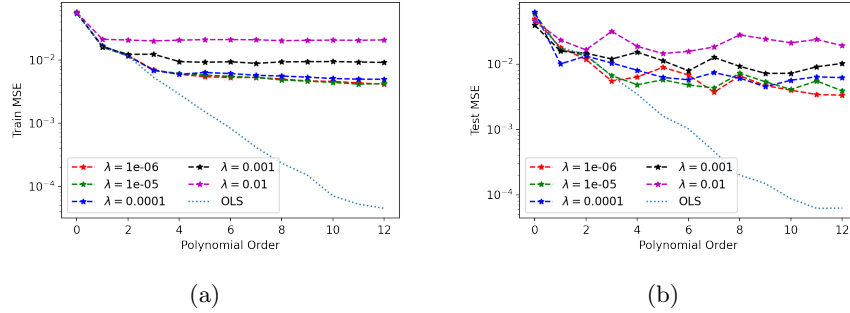 Train MSE
10⁻²
10⁻³
10⁻⁴
λ = 1e-06
λ = 1e-05
λ = 0.0001
λ = 0.001
λ = 0.01
OLS
0 2 4 6 8 10 12
Polynomial Order
(a)
Test MSE
10⁻²
10⁻³
10⁻⁴
λ = 1e-06
λ = 1e-05
λ = 0.0001
λ = 0.001
λ = 0.01
OLS
0 2 4 6 8 10 12
Polynomial Order
(b)